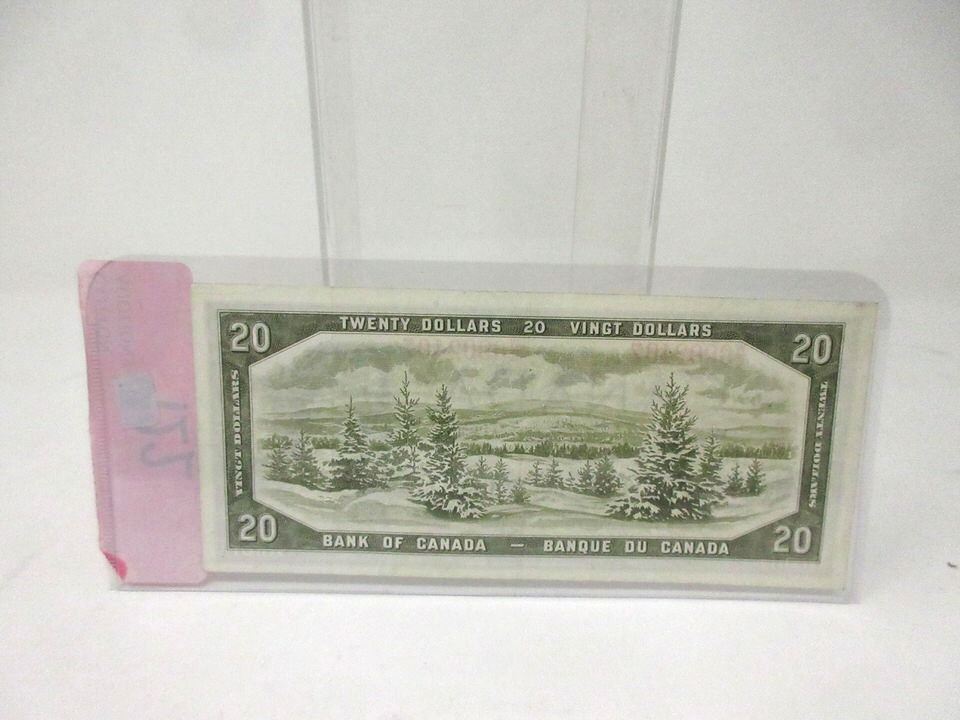 20 TWENTY DOLLARS 20 VINGT DOLLARS 20
VINGT DOLLARS
TWENTY DOLLARS
20 BANK OF CANADA — BANQUE DU CANADA 20